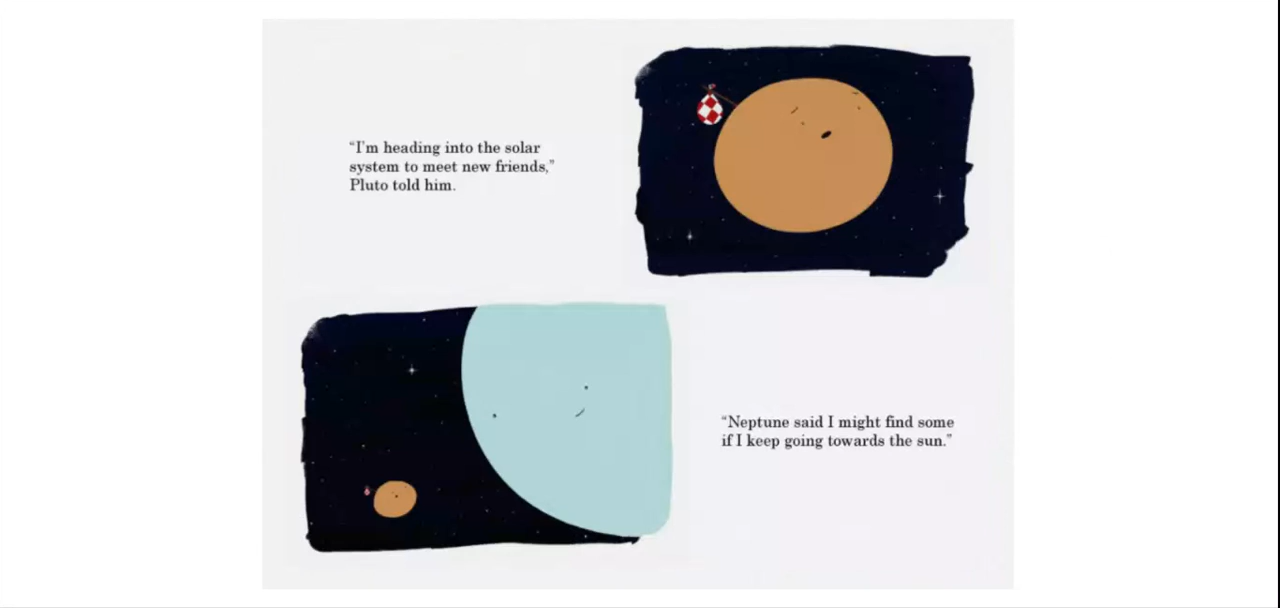 “I’m heading into the solar
system to meet new friends,”
Pluto told him.
“Neptune said I might find some
if I keep going towards the sun.”